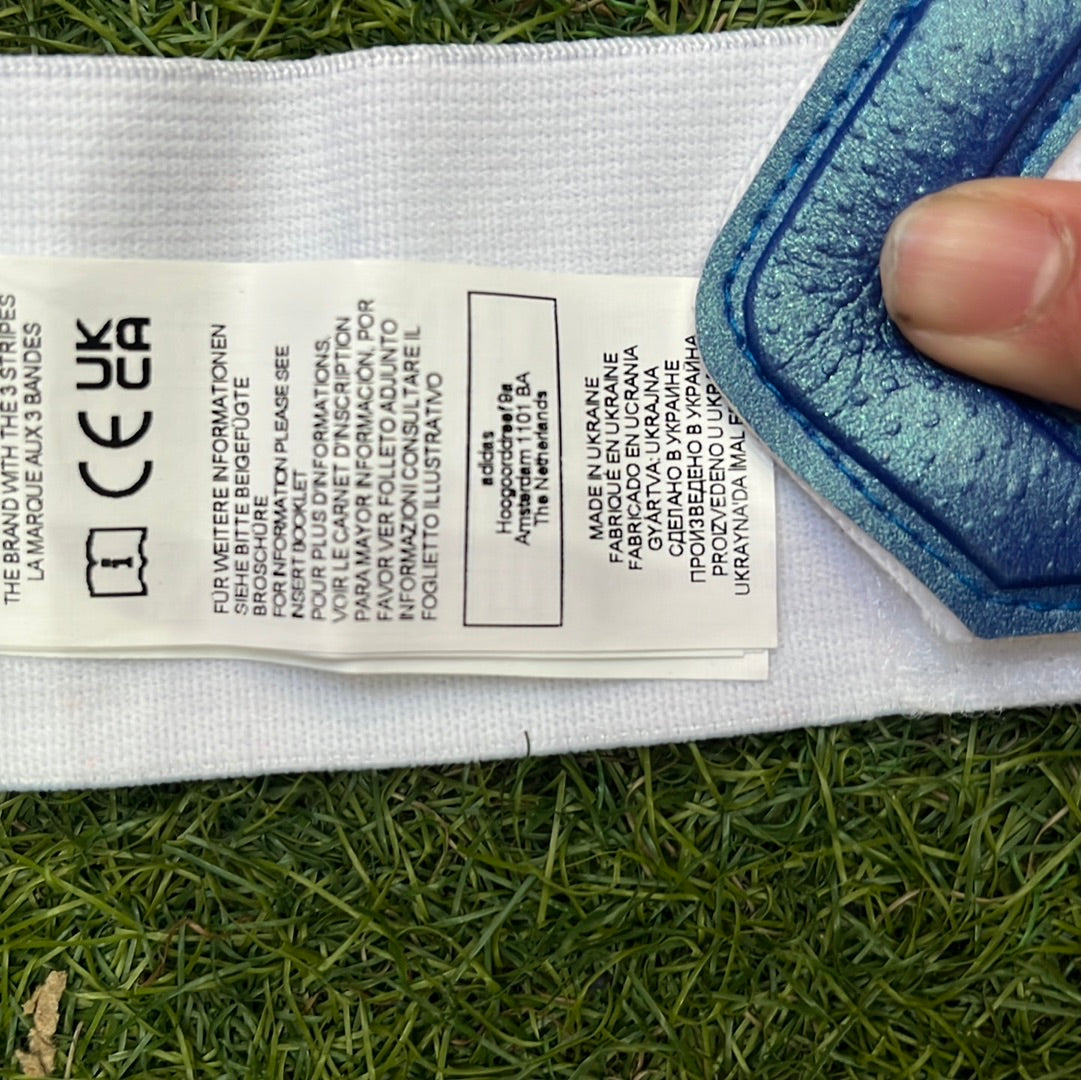 THE BRAND WITH THE 3 STRIPES
LA MARQUE AUX 3 BANDES
i
CE UK
CA
FÜR WEITERE INFORMATIONEN
SIEHE BITTE BEIGEFÜGTE
BROSCHÜRE
FOR INFORMATION PLEASE SEE
INSERT BOOKLET
POUR PLUS D'INFORMATIONS,
VOIR LE CARNET D'INSCRIPTION
PARA MAYOR INFORMACIÓN, POR
FAVOR VER FOLLETO ADJUNTO
INFORMAZIONI CONSULTARE IL
FOGLIETTO ILLUSTRATIVO
adidas
Hoogoorddreef 9a
Amsterdam 1101 BA
The Netherlands
MADE IN UKRAINE
FABRIQUÉ EN UKRAINE
FABRICADO EN UCRANIA
GYÁRTVA: UKRAJNA
СДЕЛАНО В УКРАИНЕ
ПРОИЗВЕДЕНО В УКРАИНА
PROIZVEDENO U UKR
UKRAYNA'DA İMAL E